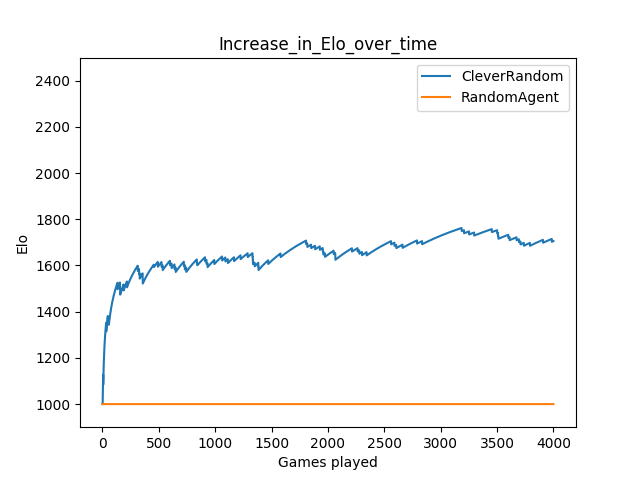 Increase_in_Elo_over_time
CleverRandom
RandomAgent
2400
2200
2000
1800
1600
1400
1200
1000
Elo
0 500 1000 1500 2000 2500 3000 3500 4000
Games played